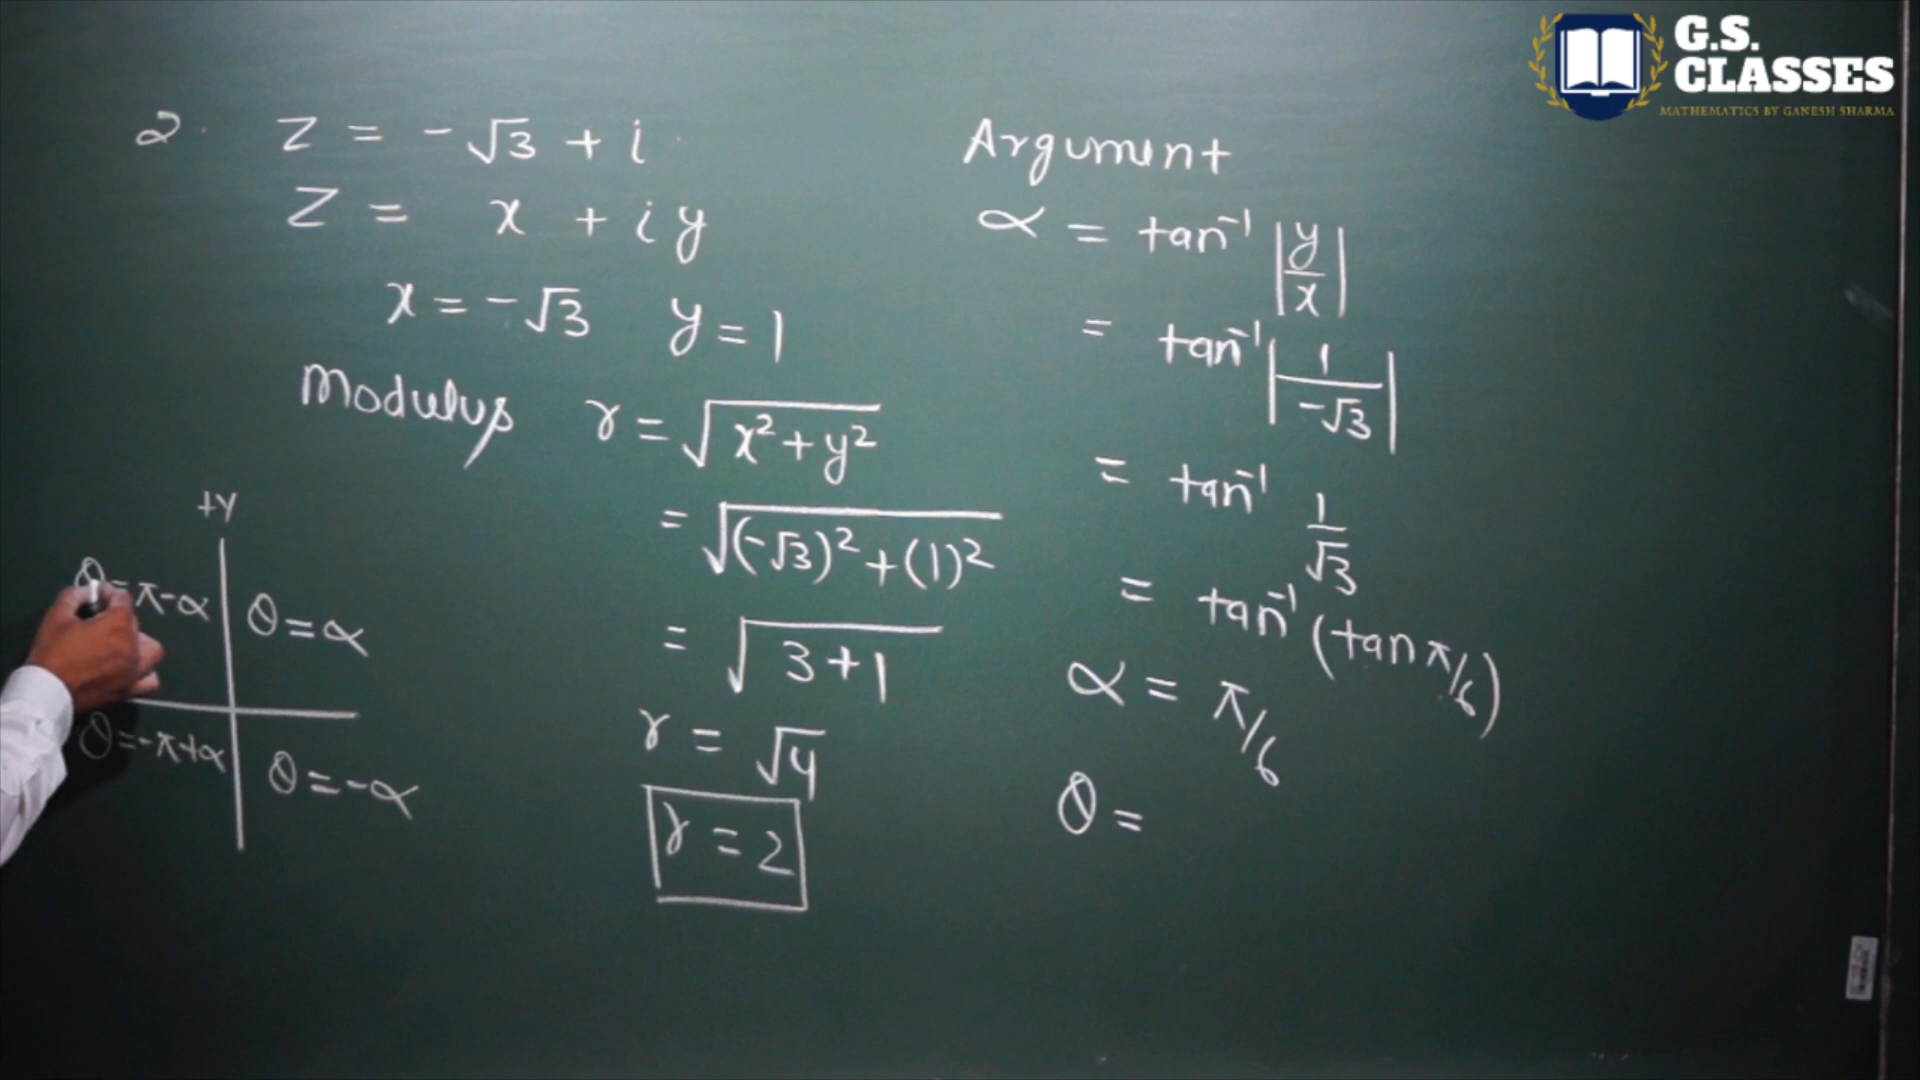 G.S.
CLASSES
MATHEMATICS BY GANESH SHARMA
2. Z = -√3 + i
Z = x + iy
x = -√3 y = 1
Modulus r = √(x² + y²)
= √((-√3)² + (1)²)
= √(3+1)
r = √4
r = 2
+y
θ = π-α
θ = α
θ = -π+α
θ = -α
Argument
α = tan⁻¹ |y/x|
= tan⁻¹ |1/-√3|
= tan⁻¹ 1/√3
= tan⁻¹ (tan π/6)
α = π/6
θ =